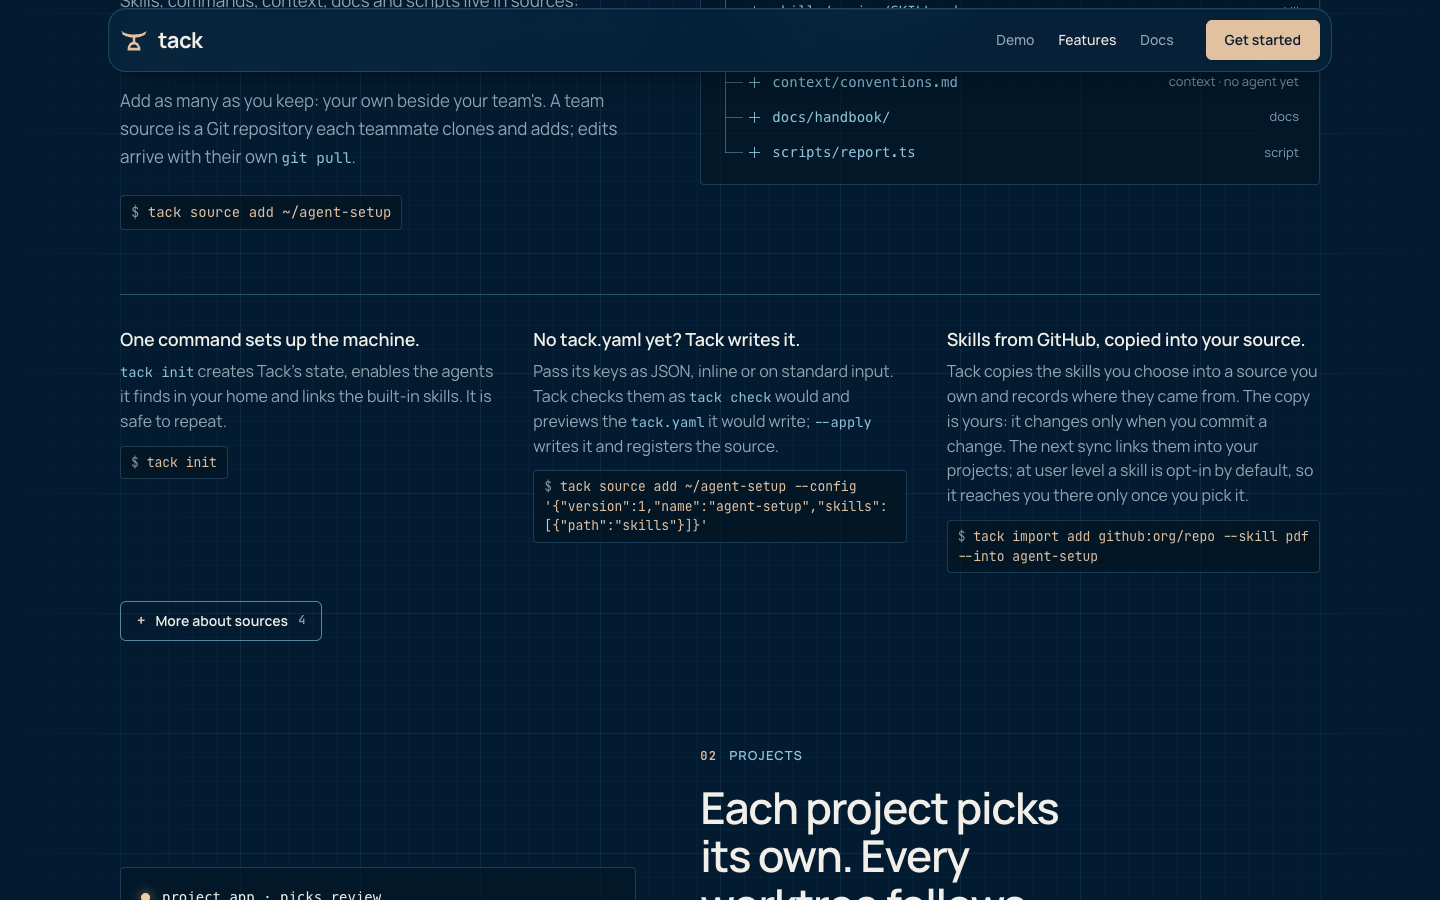 Skills, commands, context, docs and scripts live in sources:
tack
Demo
Features
Docs
Get started
Add as many as you keep: your own beside your team's. A team
source is a Git repository each teammate clones and adds; edits
arrive with their own git pull.
$ tack source add ~/agent-setup
context/conventions.md
context · no agent yet
docs/handbook/
docs
scripts/report.ts
script
One command sets up the machine.
tack init creates Tack's state, enables the agents
it finds in your home and links the built-in skills. It is
safe to repeat.
$ tack init
No tack.yaml yet? Tack writes it.
Pass its keys as JSON, inline or on standard input.
Tack checks them as tack check would and
previews the tack.yaml it would write; --apply
writes it and registers the source.
$ tack source add ~/agent-setup --config
'{"version":1,"name":"agent-setup","skills":
[{"path":"skills"}]}'
Skills from GitHub, copied into your source.
Tack copies the skills you choose into a source you
own and records where they came from. The copy
is yours: it changes only when you commit a
change. The next sync links them into your
projects; at user level a skill is opt-in by default, so
it reaches you there only once you pick it.
$ tack import add github:org/repo --skill pdf
--into agent-setup
+ More about sources 4
02 PROJECTS
Each project picks
its own. Every
worktree follows
project app · picks review